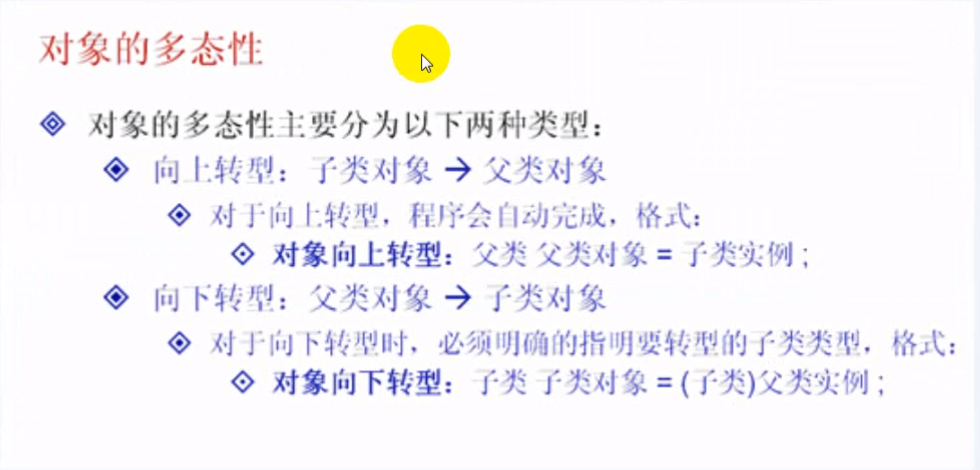 对象的多态性
对象的多态性主要分为以下两种类型：
向上转型：子类对象 → 父类对象
对于向上转型，程序会自动完成，格式：
对象向上转型：父类 父类对象 = 子类实例 ;
向下转型：父类对象 → 子类对象
对于向下转型时，必须明确的指明要转型的子类类型，格式：
对象向下转型：子类 子类对象 = (子类)父类实例 ;